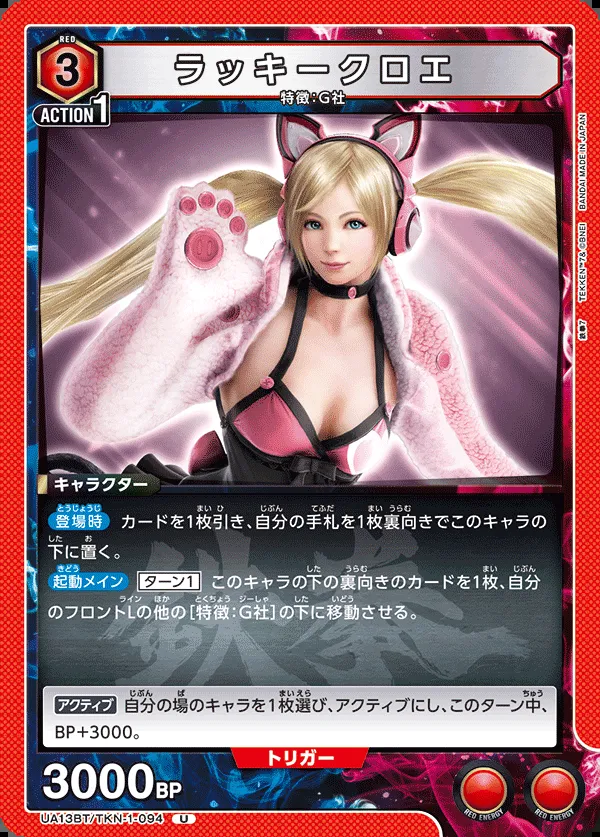 RED
3
ラッキークロエ
特徴:G社
ACTION 1
BANDAI MADE IN JAPAN
TEKKEN™7& ©BNEI
鉄拳7
キャラクター
登場時 カードを1枚引き、自分の手札を1枚裏向きでこのキャラの
下に置く。
起動メイン ターン1 このキャラの下の裏向きのカードを1枚、自分
のフロントLの他の[特徴:G社]の下に移動させる。
鉄拳
アクティブ 自分の場のキャラを1枚選び、アクティブにし、このターン中、
BP+3000。
トリガー
3000BP
UA13BT/TKN-1-094 U
RED ENERGY
RED ENERGY